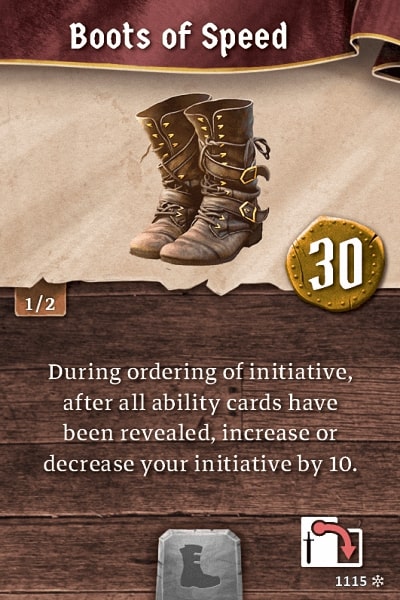 Boots of Speed
30
1/2
During ordering of initiative,
after all ability cards have
been revealed, increase or
decrease your initiative by 10.
1115 ✼